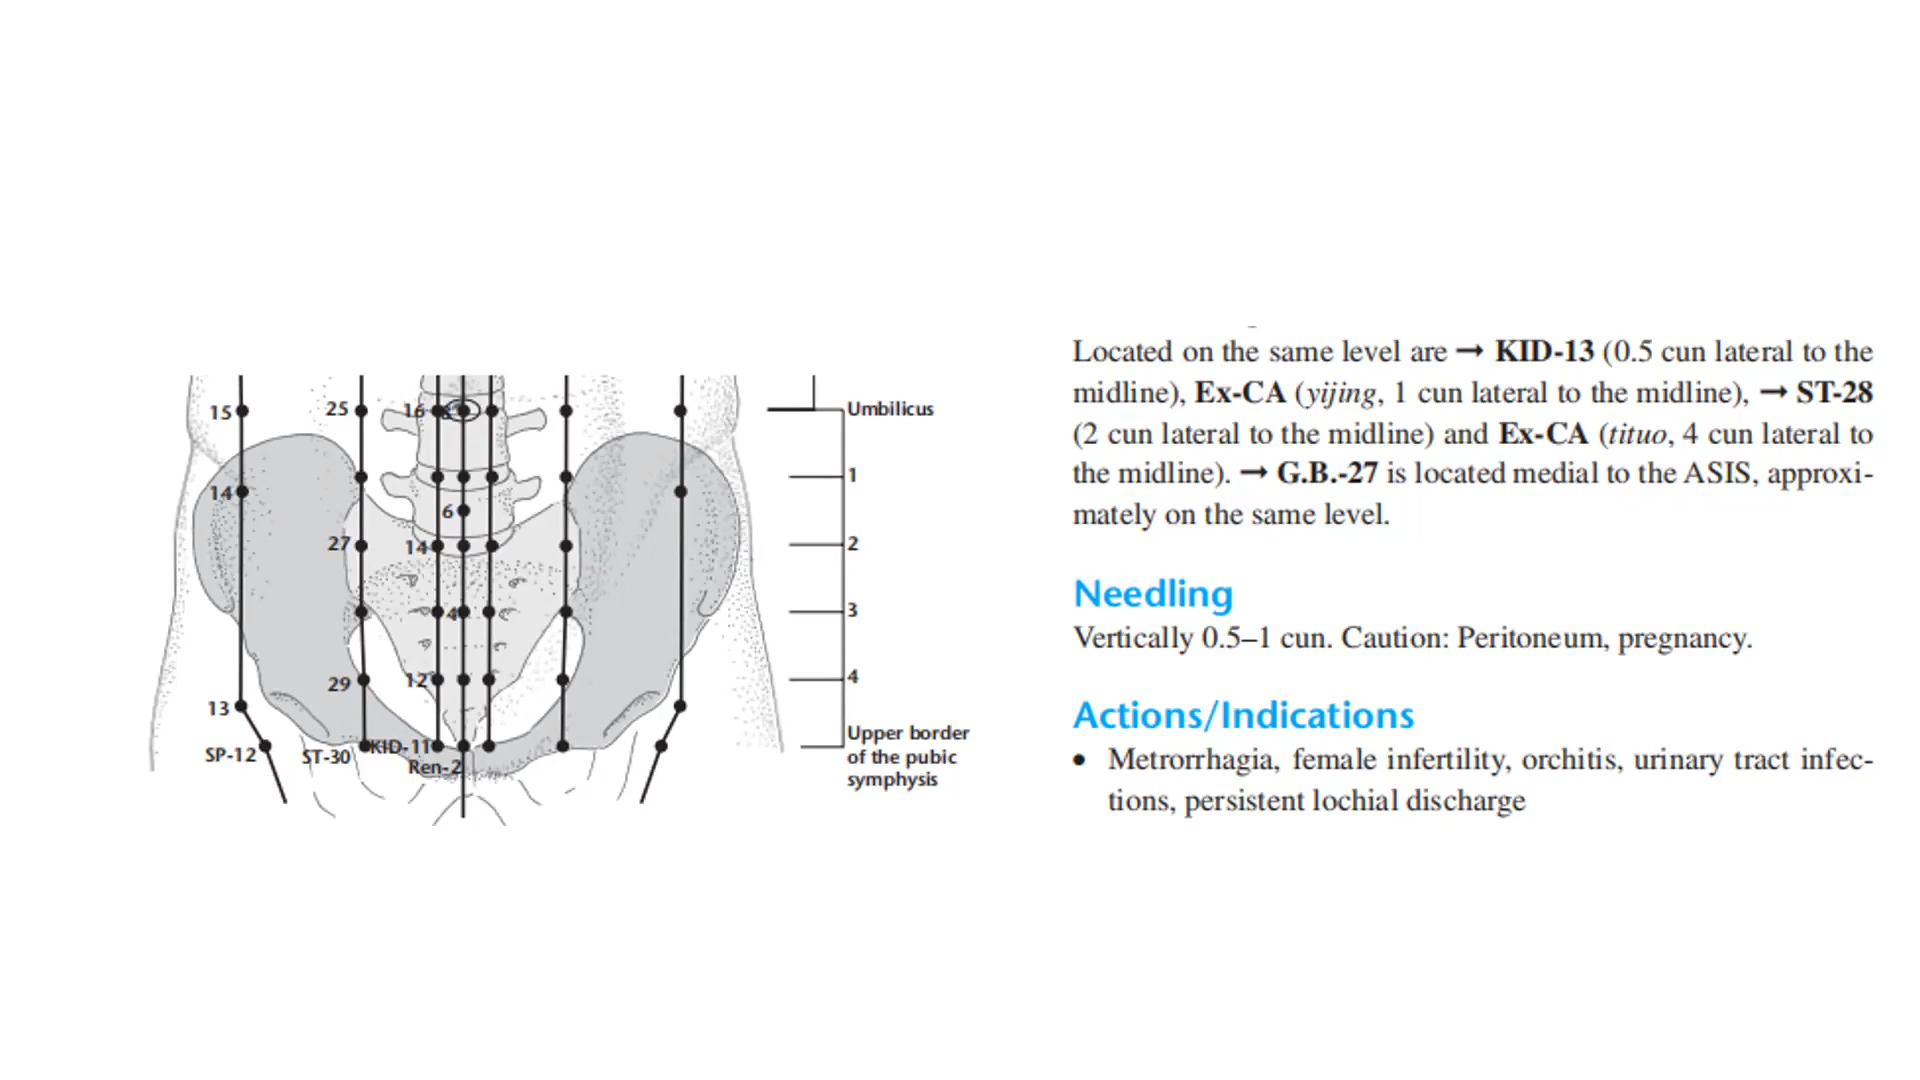 15
25
16
8
Umbilicus
1
14
6
27
14
2
4
3
29
12
4
13
SP-12
ST-30
KID-11
Ren-2
Upper border
of the pubic
symphysis
Located on the same level are → KID-13 (0.5 cun lateral to the
midline), Ex-CA (yijing, 1 cun lateral to the midline), → ST-28
(2 cun lateral to the midline) and Ex-CA (tituo, 4 cun lateral to
the midline). → G.B.-27 is located medial to the ASIS, approxi-
mately on the same level.
Needling
Vertically 0.5–1 cun. Caution: Peritoneum, pregnancy.
Actions/Indications
• Metrorrhagia, female infertility, orchitis, urinary tract infec-
tions, persistent lochial discharge